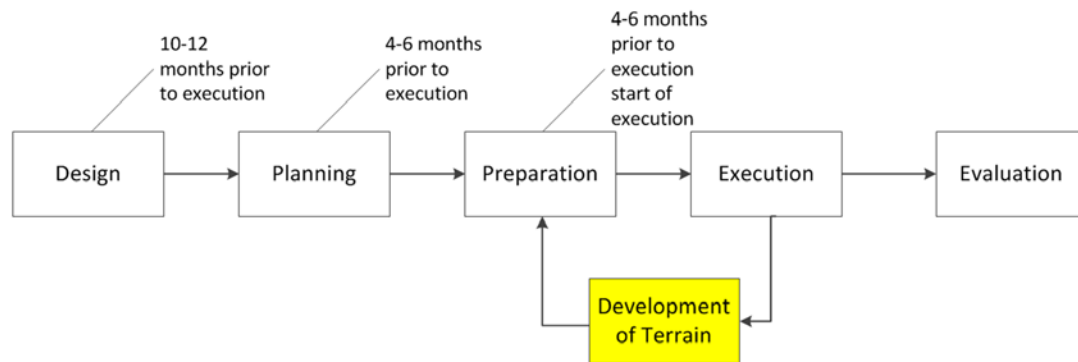 10-12
months prior
to execution
4-6 months
prior to
execution
4-6 months
prior to
execution
start of
execution
Design
Planning
Preparation
Execution
Evaluation
Development
of Terrain